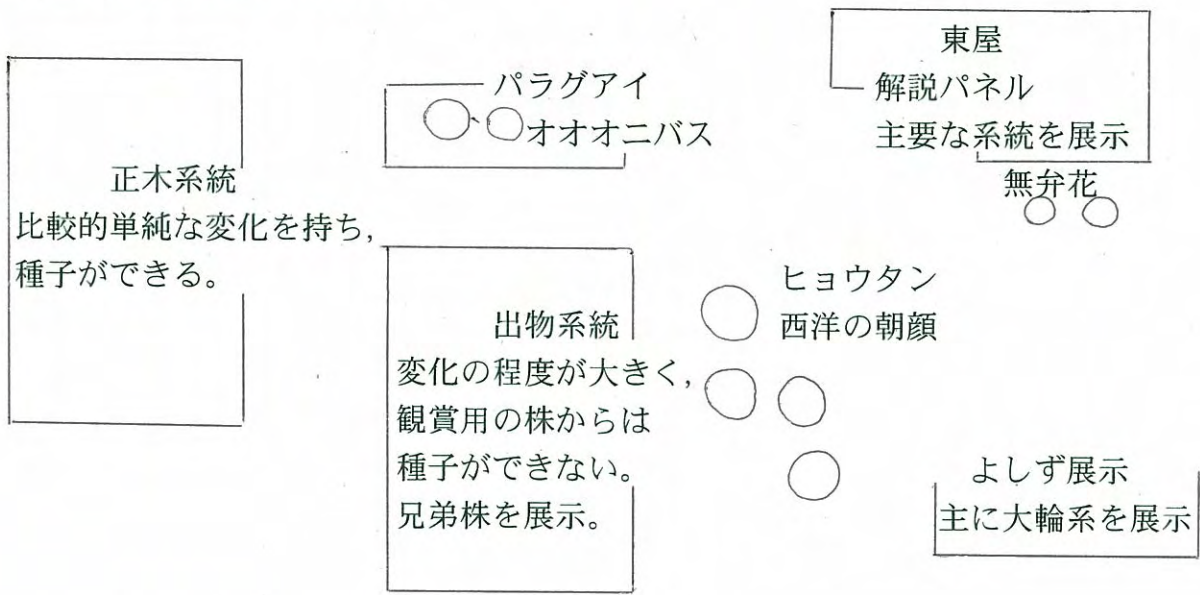 正木系統
比較的単純な変化を持ち,
種子ができる。
パラグアイ
オオオニバス
東屋
解説パネル
主要な系統を展示
無弁花
出物系統
変化の程度が大きく,
観賞用の株からは
種子ができない。
兄弟株を展示。
ヒョウタン
西洋の朝顔
よしず展示
主に大輪系を展示